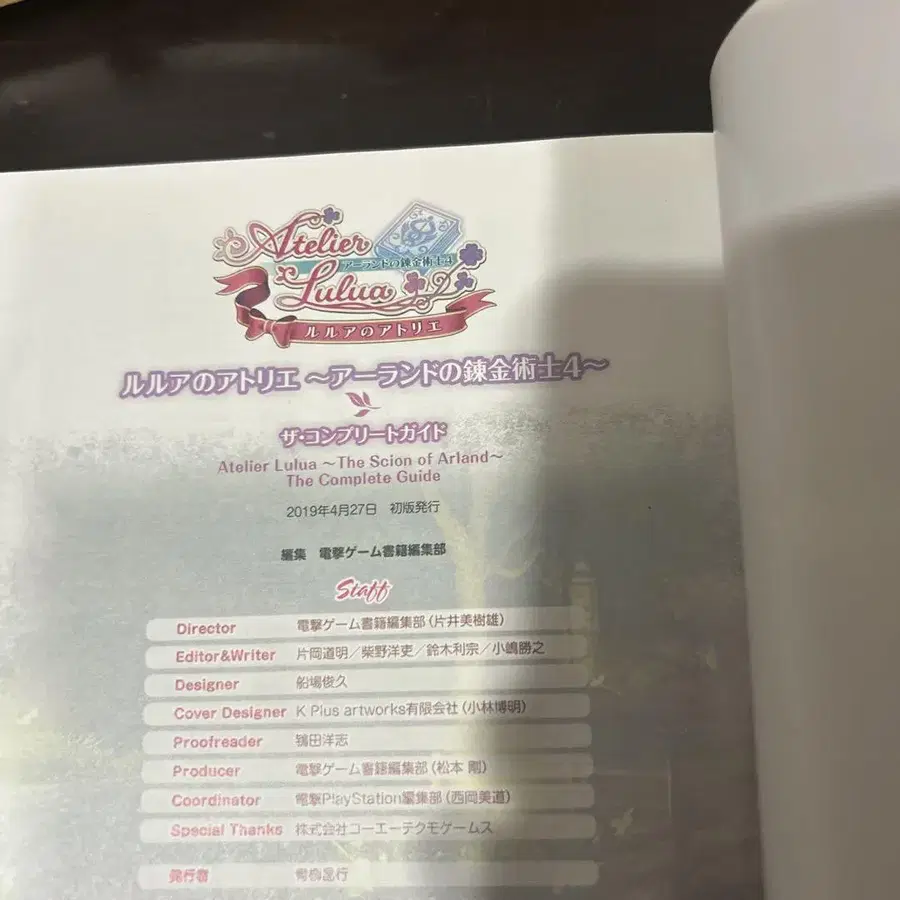 Atelier
アーランドの錬金術士4
Lulua
ルルアのアトリエ
ルルアのアトリエ ～アーランドの錬金術士4～
ザ・コンプリートガイド
Atelier Lulua ～The Scion of Arland～
The Complete Guide
2019年4月27日 初版発行
編集 電撃ゲーム書籍編集部
Staff
Director 電撃ゲーム書籍編集部（片井美樹雄）
Editor&Writer 片岡道明／柴野洋吏／鈴木利宗／小嶋勝之
Designer 船場俊久
Cover Designer K Plus artworks有限会社（小林博明）
Proofreader 鴇田洋志
Producer 電撃ゲーム書籍編集部（松本 剛）
Coordinator 電撃PlayStation編集部（西岡美道）
Special Thanks 株式会社コーエーテクモゲームス
発行者